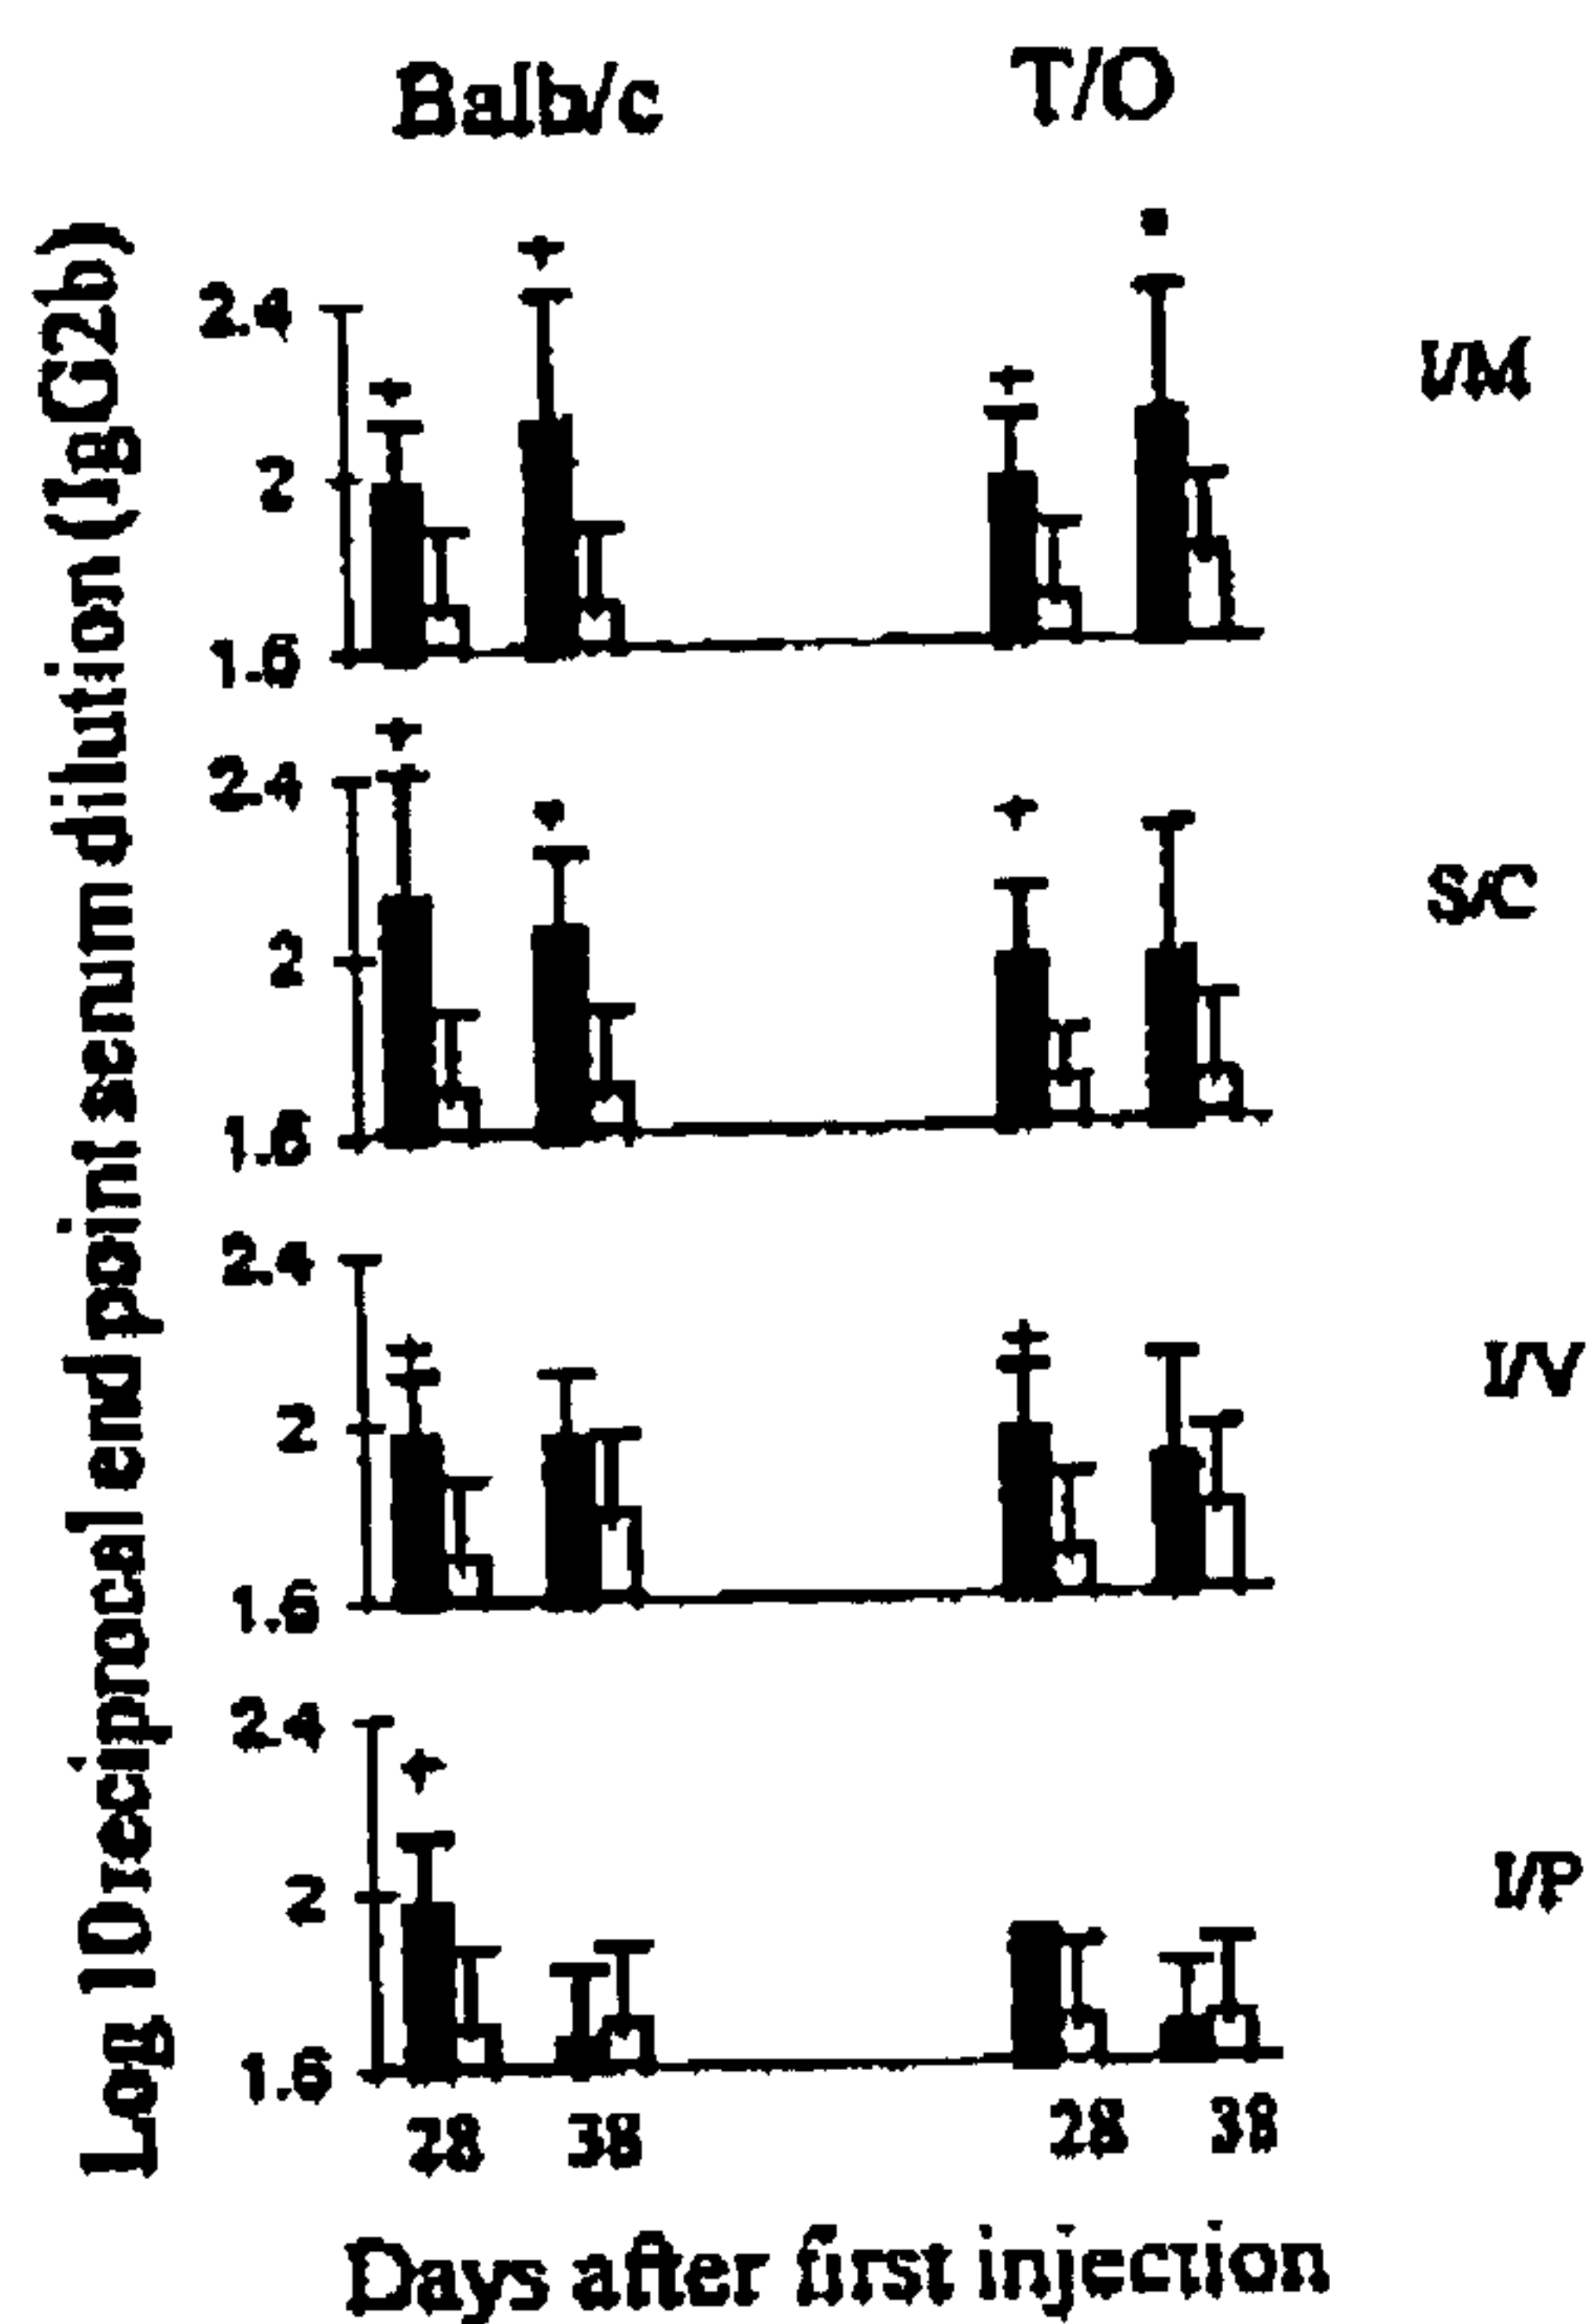 Balb/c T/O
Log 10 reciprocal end point serum dilution (IgG2b)
2.4
2
1.6
I/M
2.4
2
1.6
S/C
2.4
2
1.6
I/V
2.4
2
1.6
I/P
28 38 28 38
Days after first injection